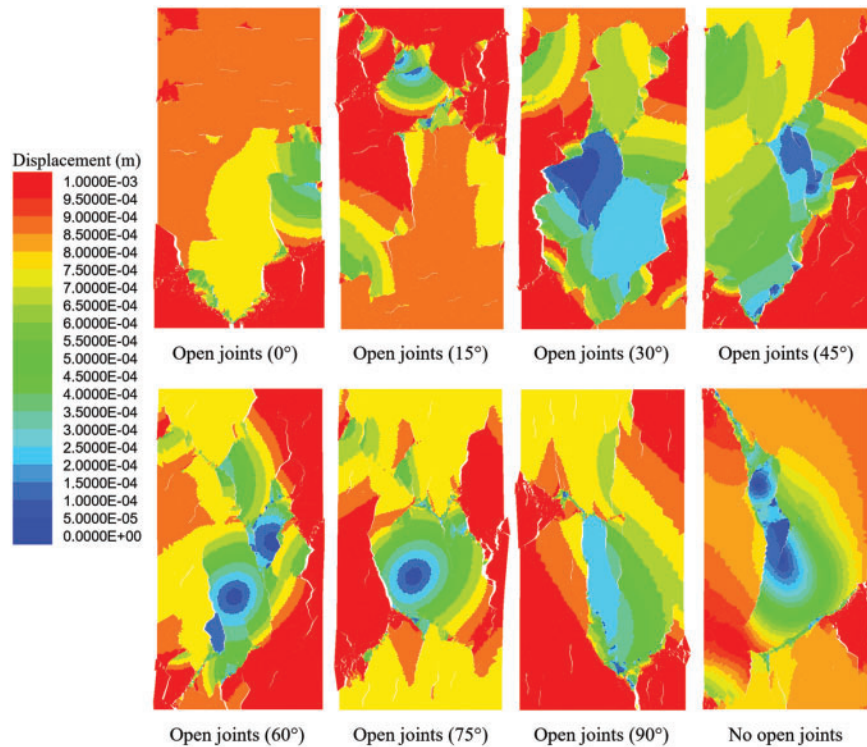 Displacement (m)
1.0000E-03
9.5000E-04
9.0000E-04
8.5000E-04
8.0000E-04
7.5000E-04
7.0000E-04
6.5000E-04
6.0000E-04
5.5000E-04
5.0000E-04
4.5000E-04
4.0000E-04
3.5000E-04
3.0000E-04
2.5000E-04
2.0000E-04
1.5000E-04
1.0000E-04
5.0000E-05
0.0000E+00
Open joints (0°)
Open joints (15°)
Open joints (30°)
Open joints (45°)
Open joints (60°)
Open joints (75°)
Open joints (90°)
No open joints